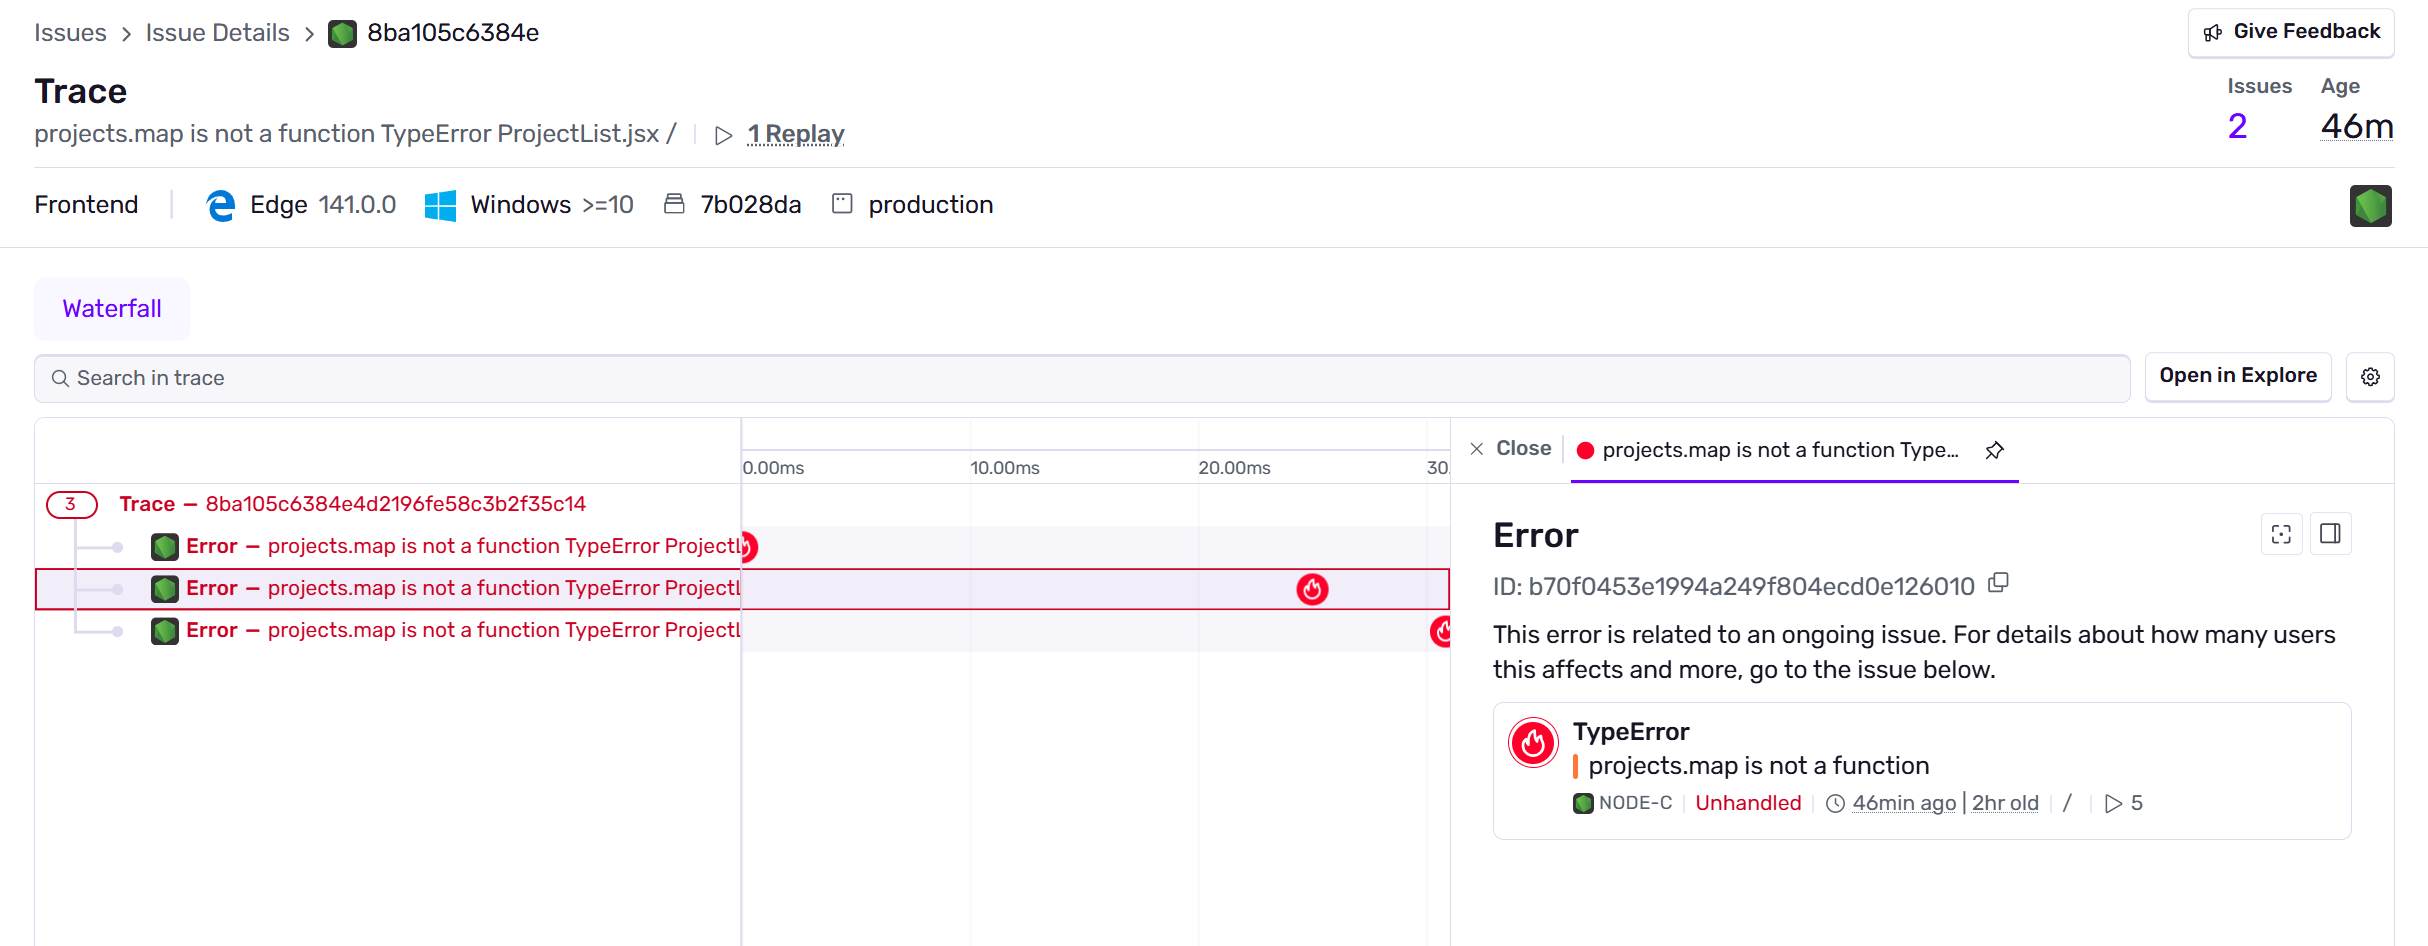 Issues > Issue Details > 8ba105c6384e
Give Feedback
Trace
projects.map is not a function TypeError ProjectList.jsx / 1 Replay
Issues Age
2 46m
Frontend Edge 141.0.0 Windows >=10 7b028da production
Waterfall
Search in trace
Open in Explore
0.00ms 10.00ms 20.00ms 30.
3 Trace — 8ba105c6384e4d2196fe58c3b2f35c14
Error — projects.map is not a function TypeError ProjectL
Error — projects.map is not a function TypeError ProjectL
Error — projects.map is not a function TypeError ProjectL
Close projects.map is not a function Type...
Error
ID: b70f0453e1994a249f804ecd0e126010
This error is related to an ongoing issue. For details about how many users
this affects and more, go to the issue below.
TypeError
projects.map is not a function
NODE-C Unhandled 46min ago | 2hr old / 5